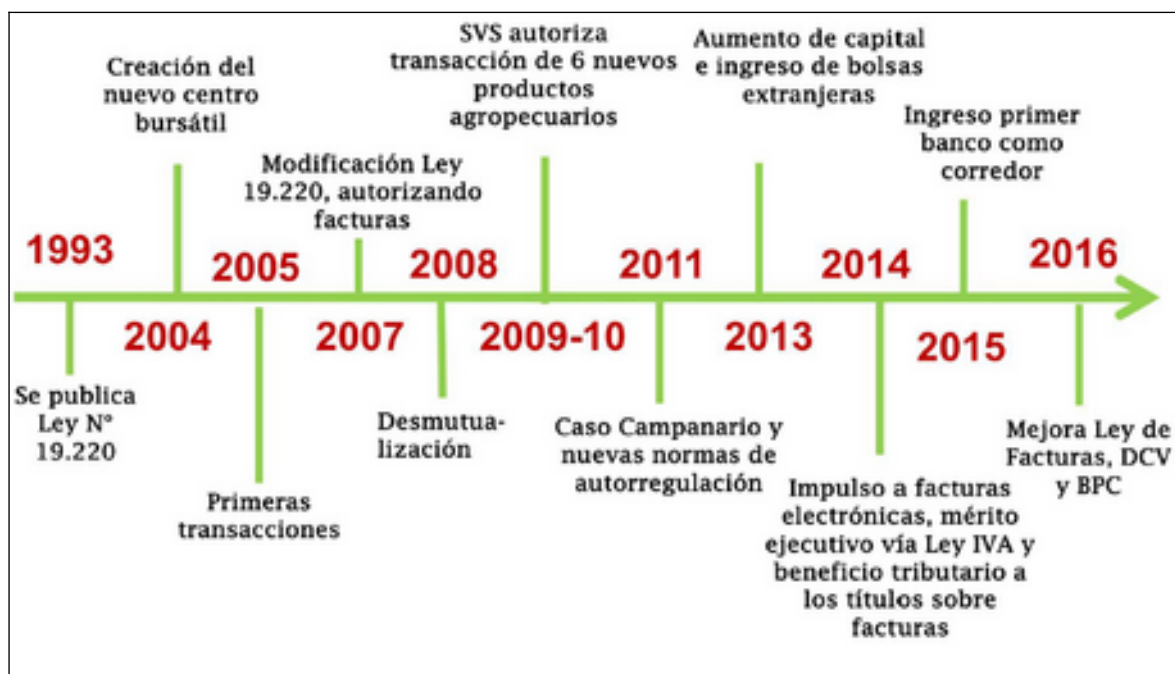 1993
Se publica
Ley N°
19.220
Creación del
nuevo centro
bursátil
2004
2005
Primeras
transacciones
Modificación Ley
19.220, autorizando
facturas
2007
2008
Desmutua-
lización
SVS autoriza
transacción de 6 nuevos
productos
agropecuarios
2009-10
2011
Caso Campanario y
nuevas normas de
autorregulación
Aumento de capital
e ingreso de bolsas
extranjeras
2013
2014
Impulso a facturas
electrónicas, mérito
ejecutivo vía Ley IVA y
beneficio tributario a
los títulos sobre
facturas
Ingreso primer
banco como
corredor
2015
2016
Mejora Ley de
Facturas, DCV
y BPC